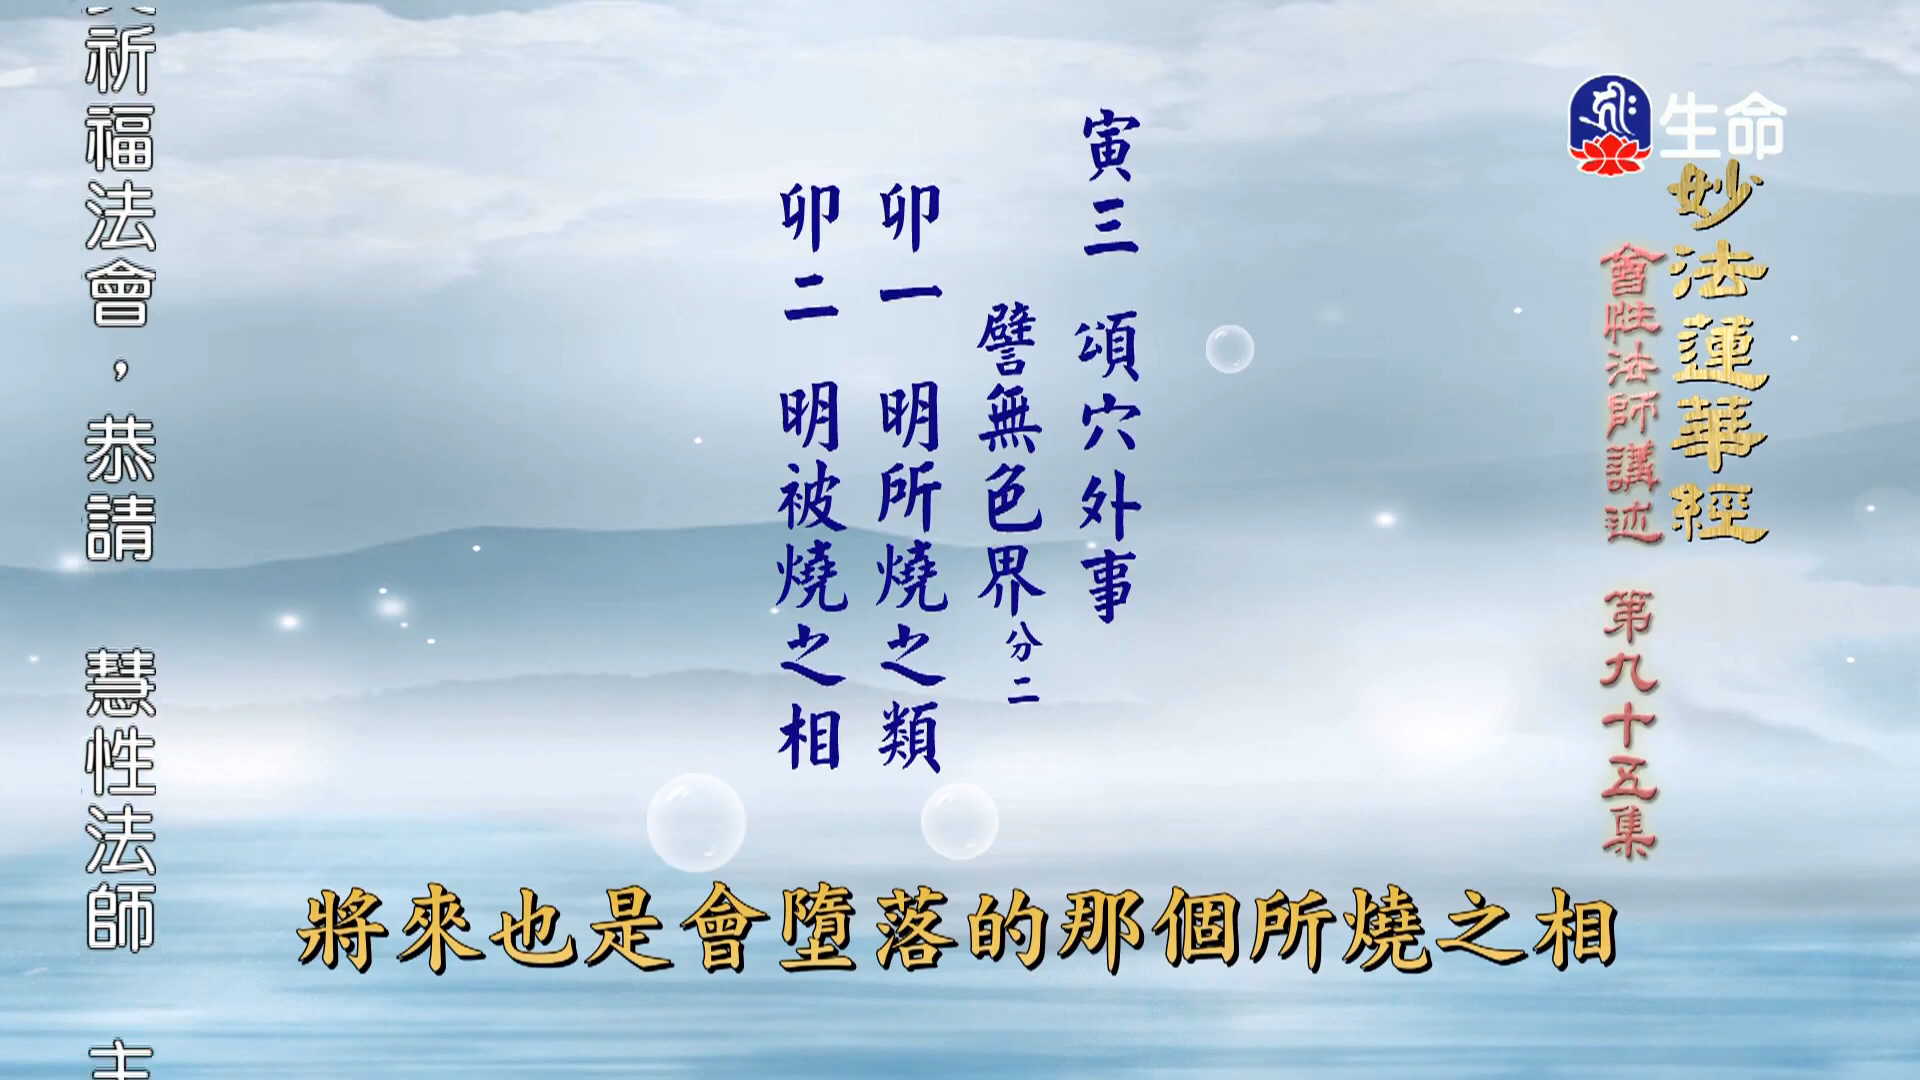 生命
妙法蓮華經
會性法師講述 第九十五集
寅三 頌穴外事
譬無色界分二
卯一 明所燒之類
卯二 明被燒之相
祈福法會，恭請 慧性法師
將來也是會墮落的那個所燒之相